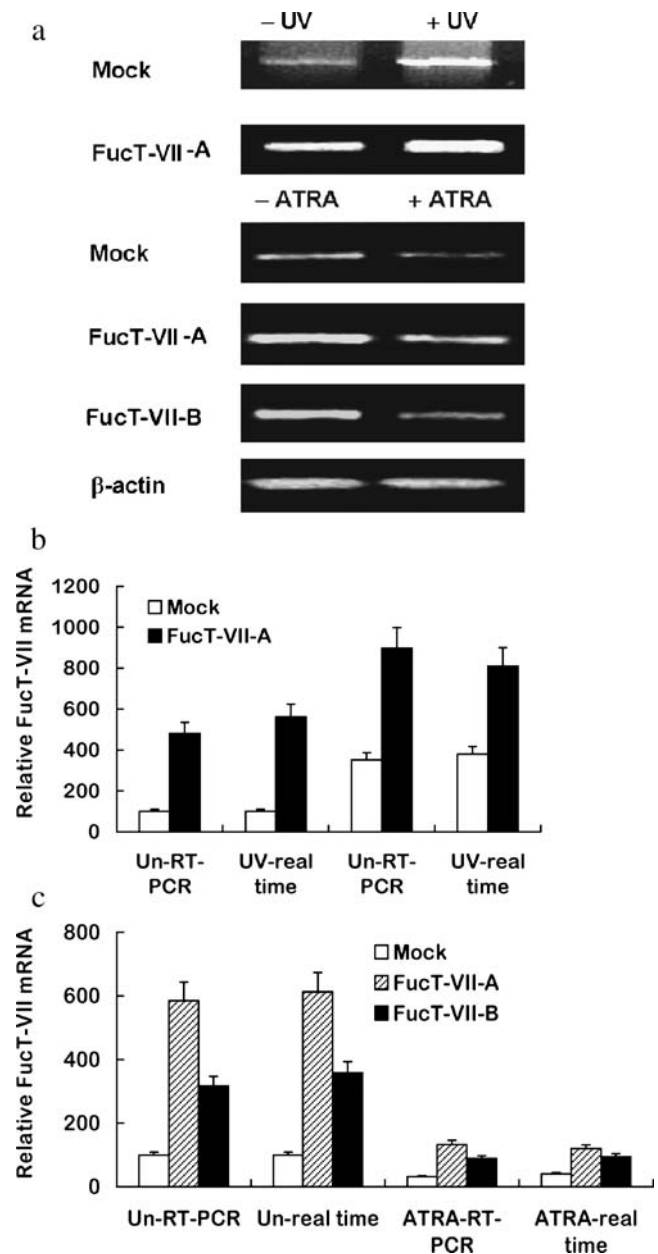 a
– UV + UV
Mock
FucT-VII-A
– ATRA + ATRA
Mock
FucT-VII-A
FucT-VII-B
β-actin
b
Relative FucT-VII mRNA
1200
1000
800
600
400
200
0
Mock
FucT-VII-A
Un-RT-PCR
UV-real time
Un-RT-PCR
UV-real time
c
Relative FucT-VII mRNA
800
600
400
200
0
Mock
FucT-VII-A
FucT-VII-B
Un-RT-PCR
Un-real time
ATRA-RT-PCR
ATRA-real time